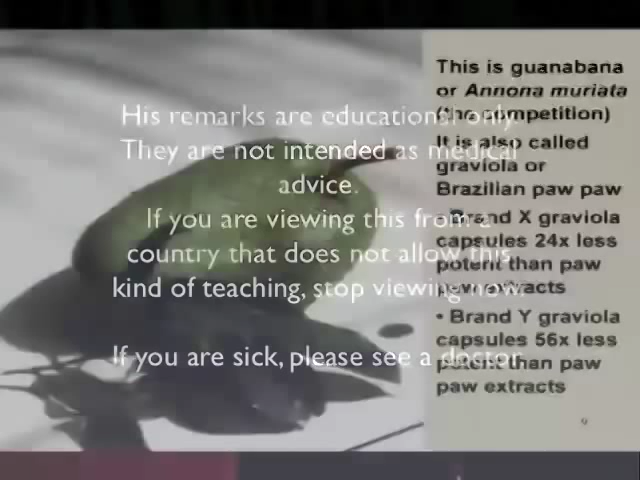 His remarks are educational only.
They are not intended as medical
advice.
If you are viewing this from a
country that does not allow this
kind of teaching, stop viewing now.
If you are sick, please see a doctor.
This is guanabana
or Annona muriata
(the competition)
It is also called
graviola or
Brazilian paw paw
• Brand X graviola
capsules 24x less
potent than paw
paw extracts
• Brand Y graviola
capsules 56x less
potent than paw
paw extracts
9